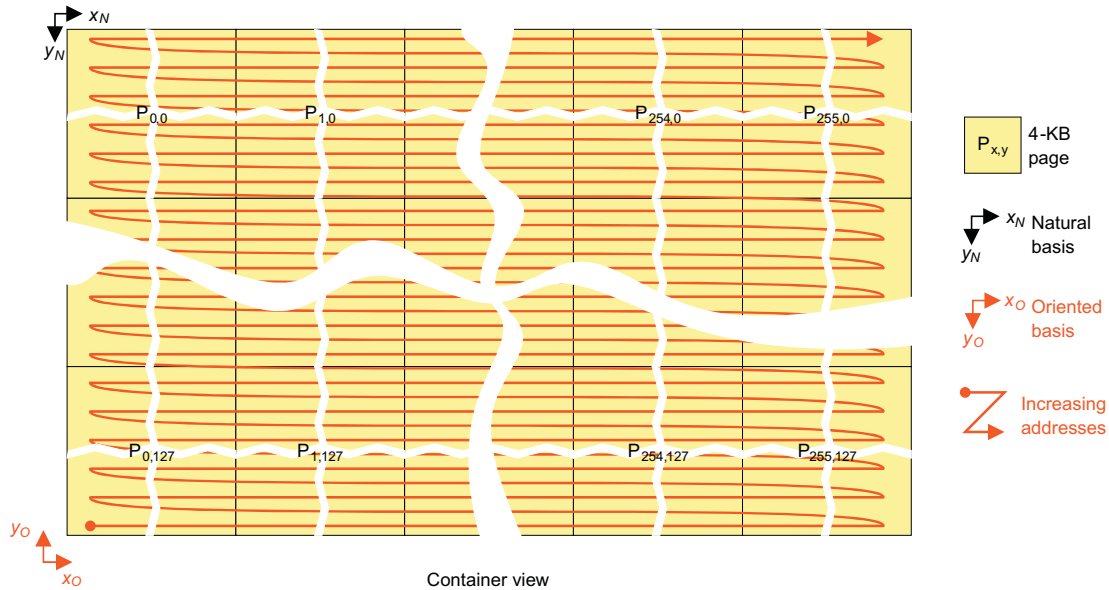 x_N
y_N
P_0,0 P_1,0 P_254,0 P_255,0
P_x,y 4-KB
page
x_N Natural
y_N basis
x_O Oriented
y_O basis
Increasing
addresses
P_0,127 P_1,127 P_254,127 P_255,127
y_O
x_O
Container view